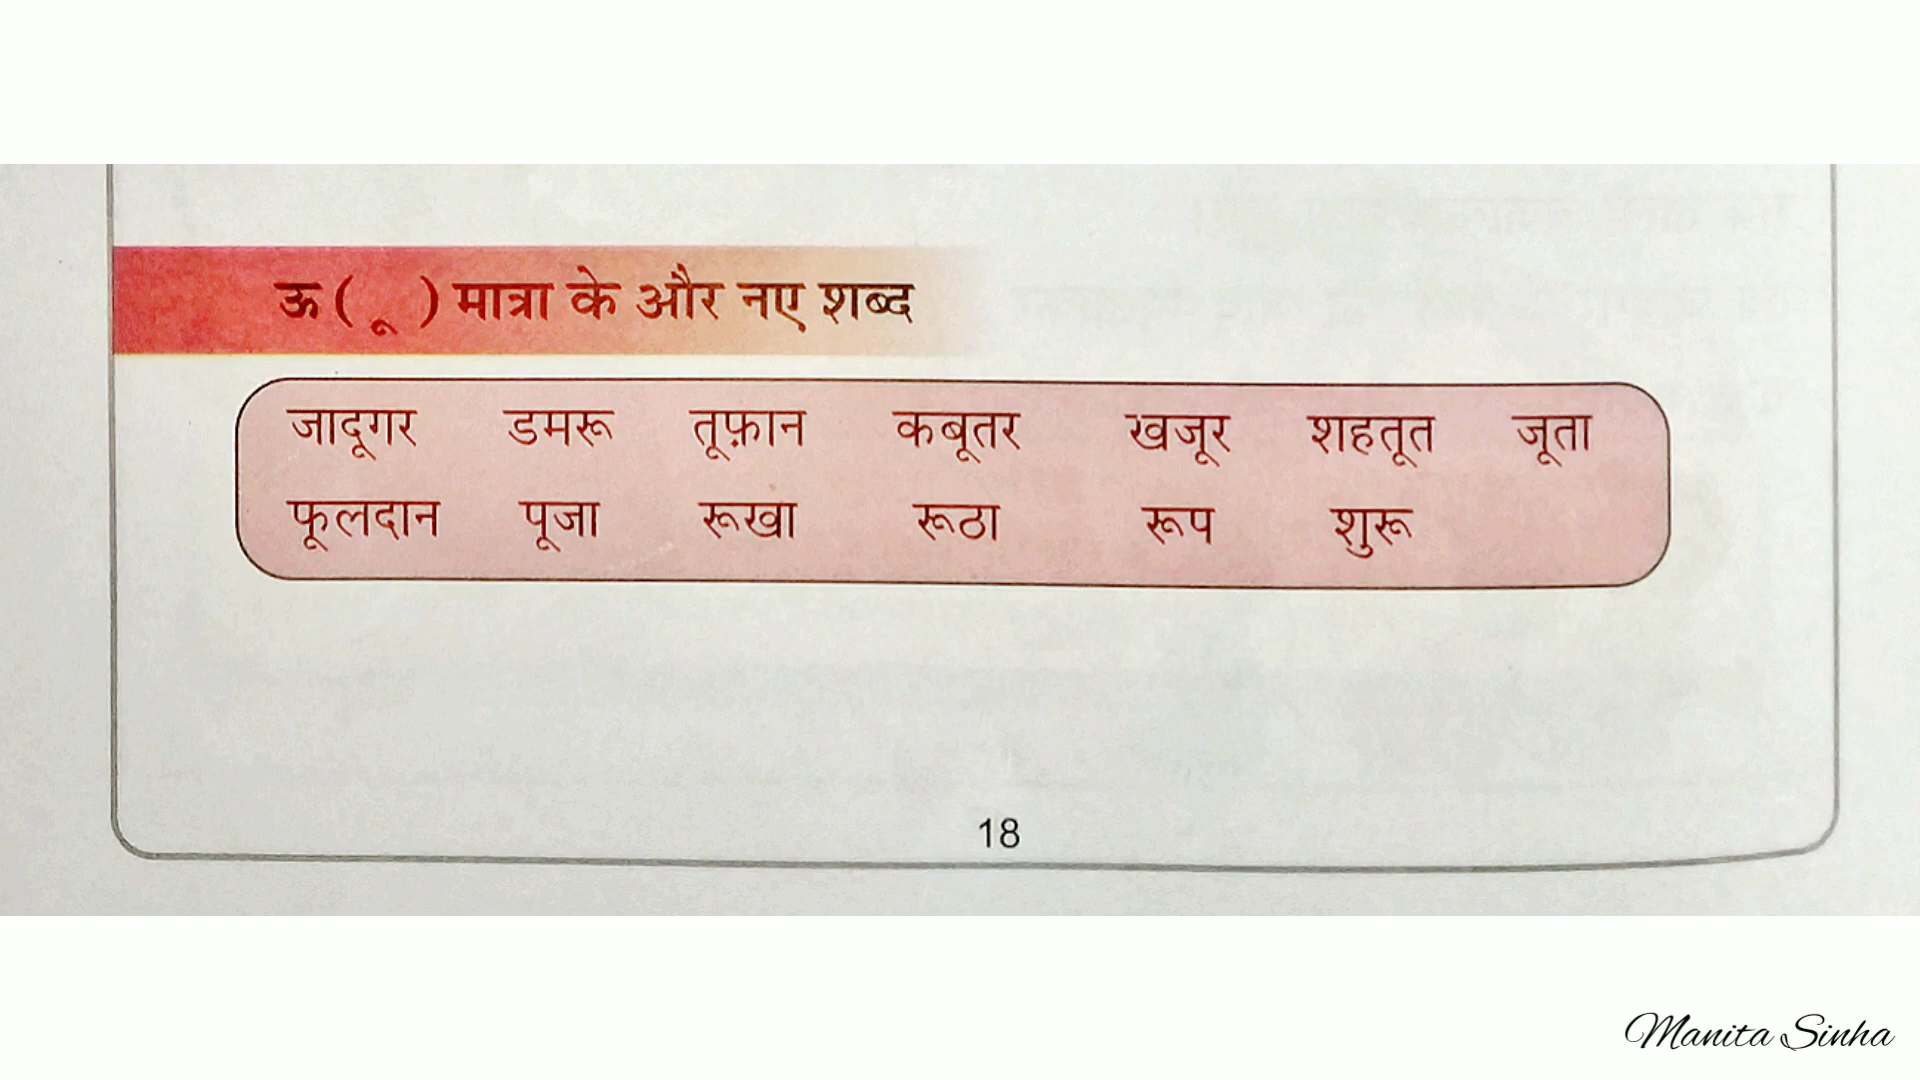 ऊ ( ू ) मात्रा के और नए शब्द
जादूगर डमरू तूफ़ान कबूतर खजूर शहतूत जूता
फूलदान पूजा रूखा रूठा रूप शुरू
18
Manita Sinha